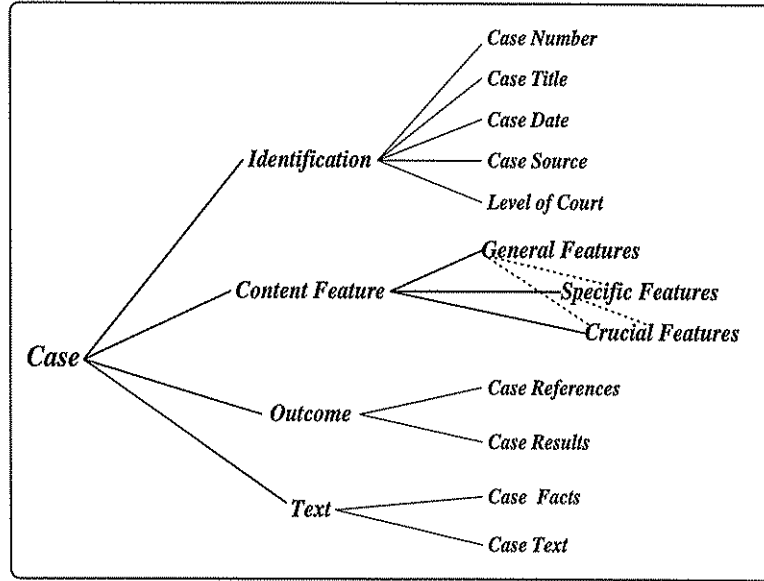 Case Number
Case Title
Case Date
Identification
Case Source
Level of Court
General Features
Content Feature
Specific Features
Crucial Features
Case
Case References
Outcome
Case Results
Case Facts
Text
Case Text